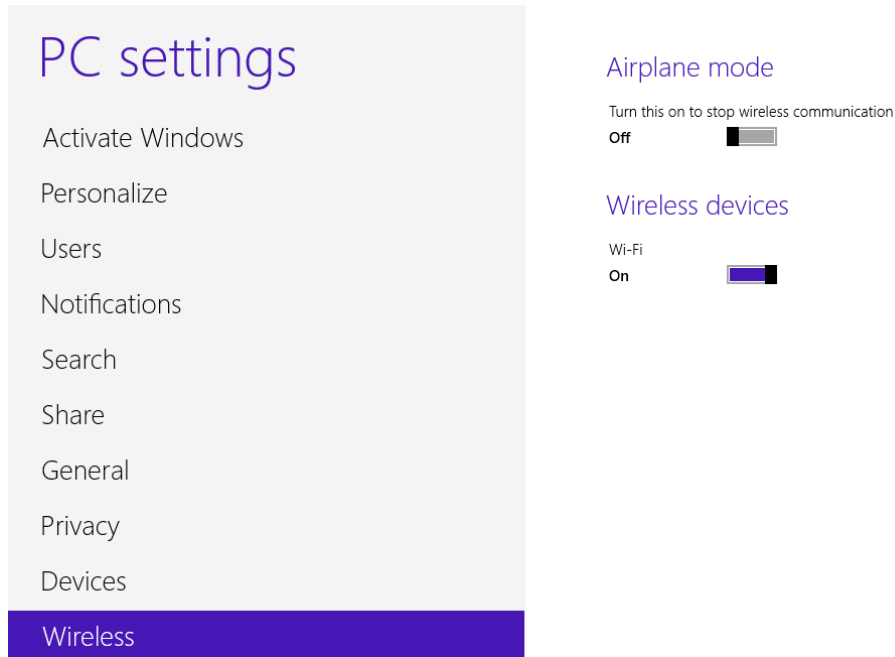 PC settings
Activate Windows
Personalize
Users
Notifications
Search
Share
General
Privacy
Devices
Wireless
Airplane mode
Turn this on to stop wireless communication
Off
Wireless devices
Wi-Fi
On